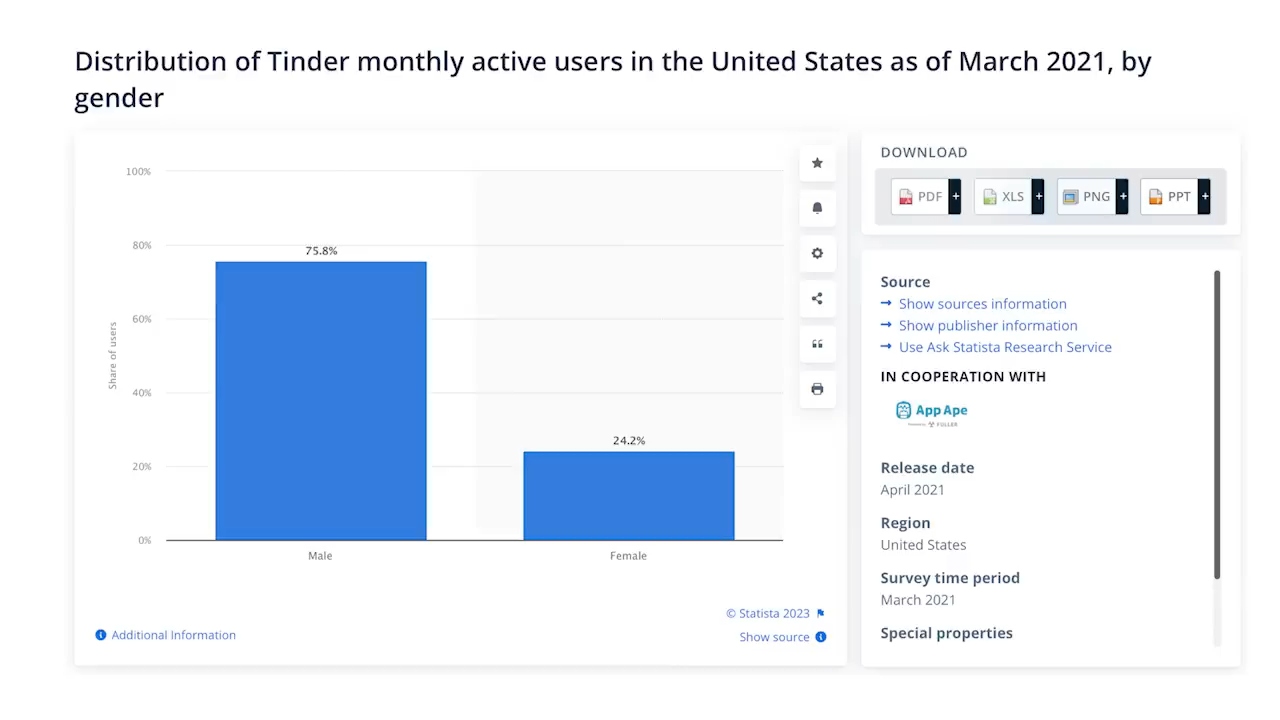 Distribution of Tinder monthly active users in the United States as of March 2021, by
gender
100%
80%
60%
40%
20%
0%
Share of users
75.8%
24.2%
Male
Female
Additional Information
© Statista 2023
Show source
DOWNLOAD
PDF +
XLS +
PNG +
PPT +
Source
Show sources information
Show publisher information
Use Ask Statista Research Service
IN COOPERATION WITH
App Ape
Powered by FULLER
Release date
April 2021
Region
United States
Survey time period
March 2021
Special properties